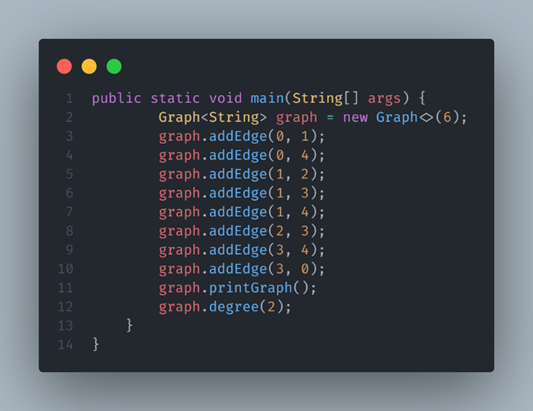 1 public static void main(String[] args) {
2 Graph<String> graph = new Graph<>(6);
3 graph.addEdge(0, 1);
4 graph.addEdge(0, 4);
5 graph.addEdge(1, 2);
6 graph.addEdge(1, 3);
7 graph.addEdge(1, 4);
8 graph.addEdge(2, 3);
9 graph.addEdge(3, 4);
10 graph.addEdge(3, 0);
11 graph.printGraph();
12 graph.degree(2);
13 }
14 }